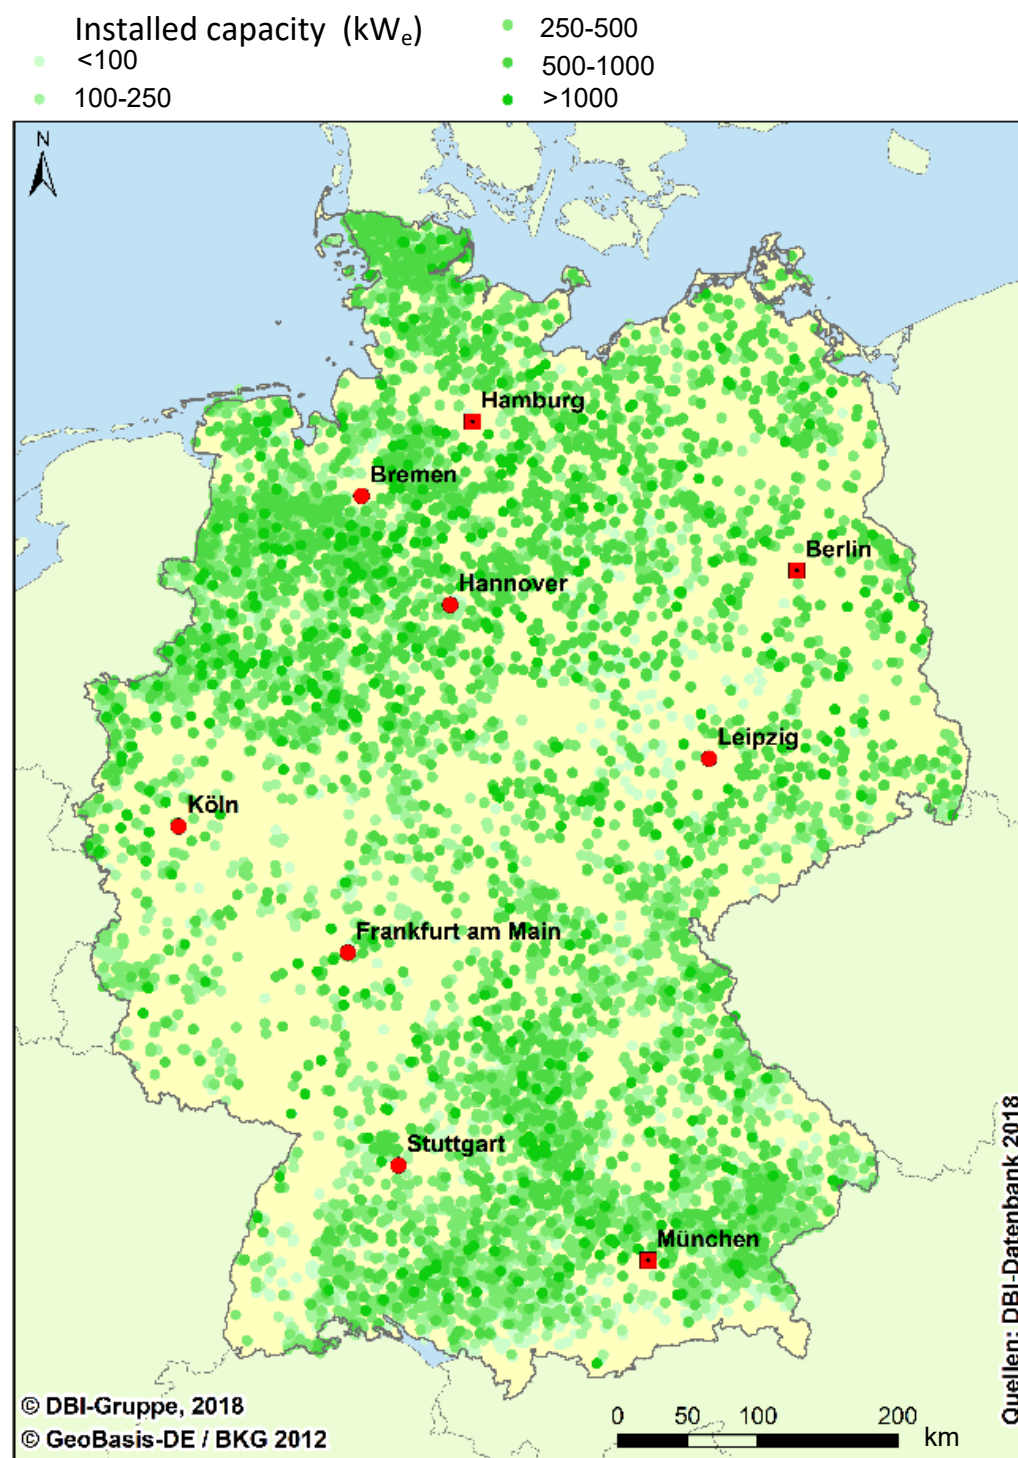 Installed capacity (kWₑ)
<100
100-250
250-500
500-1000
>1000
N
Hamburg
Bremen
Berlin
Hannover
Leipzig
Köln
Frankfurt am Main
Stuttgart
München
Quellen: DBI-Datenbank 2018
© DBI-Gruppe, 2018
© GeoBasis-DE / BKG 2012
0 50 100 200
km